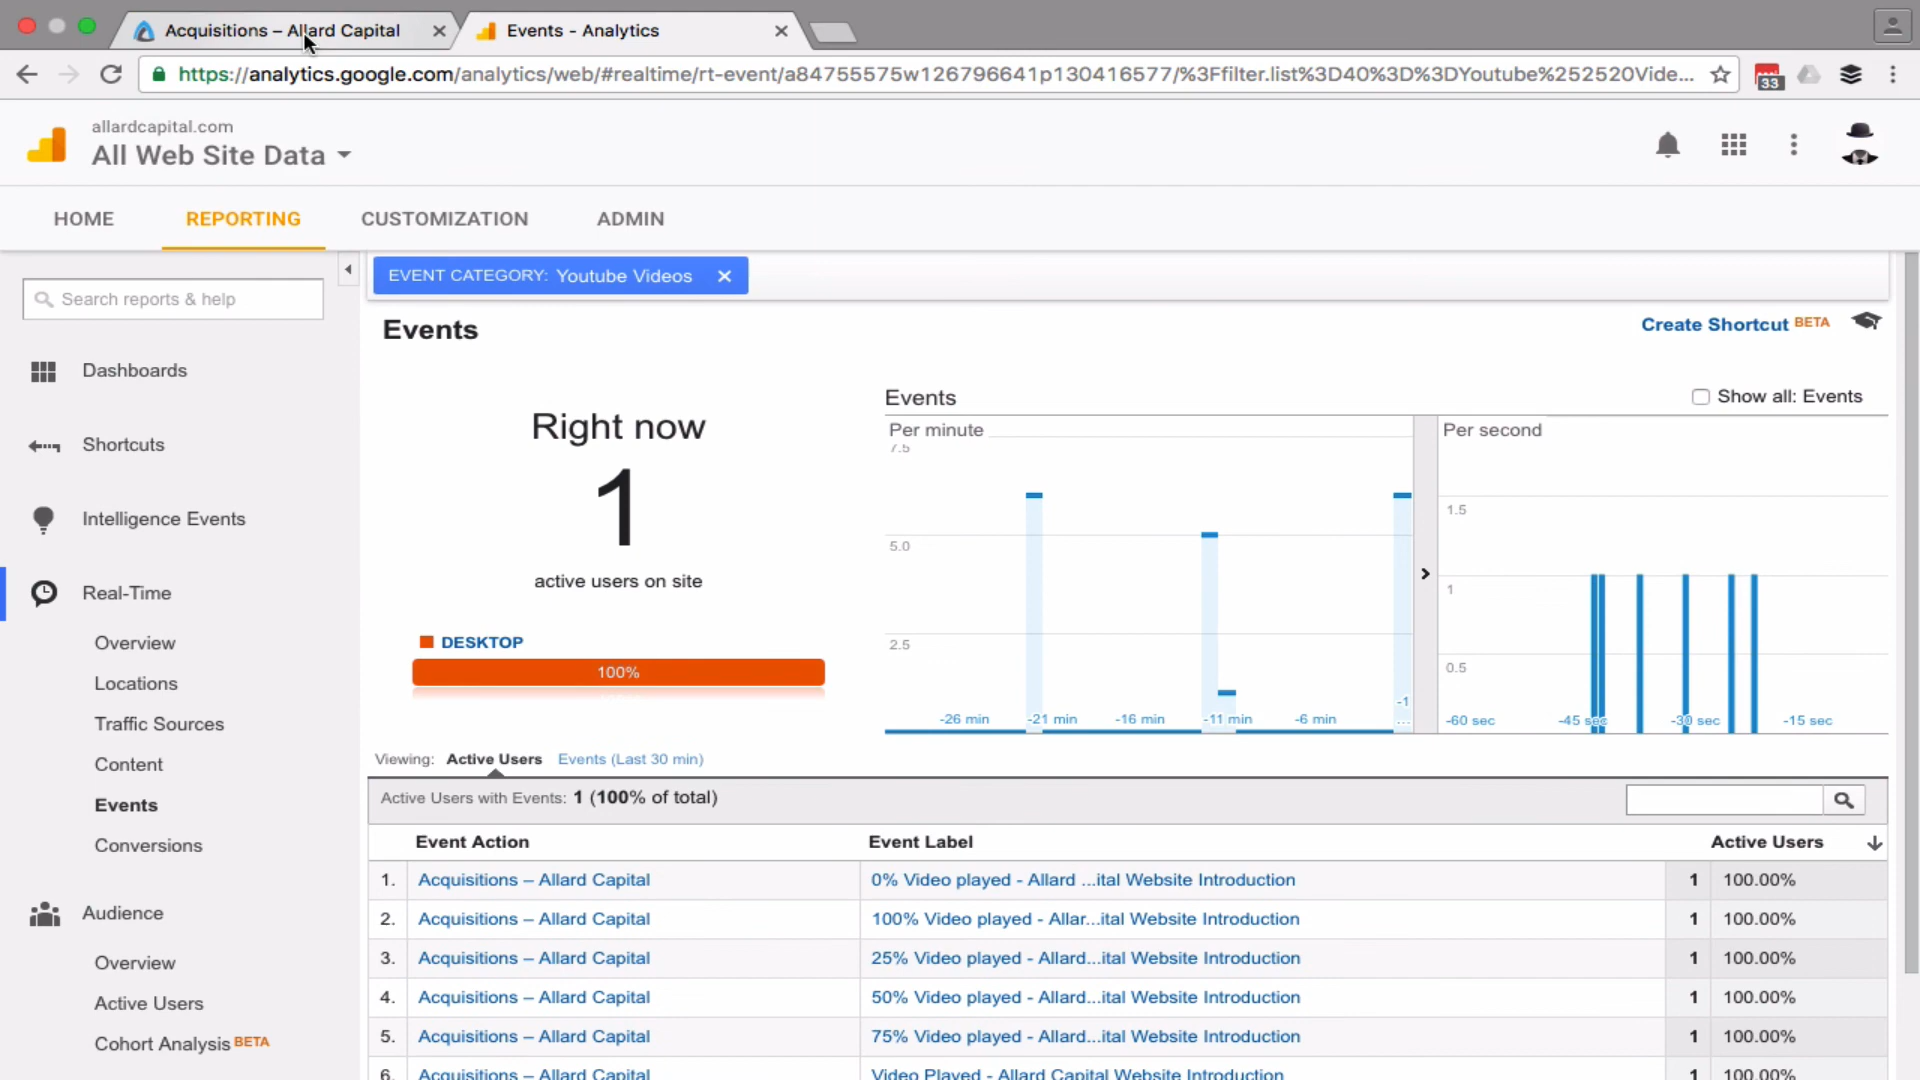 Acquisitions – Allard Capital
Events - Analytics
https://analytics.google.com/analytics/web/#realtime/rt-event/a84755575w126796641p130416577/%3Ffilter.list%3D40%3D%3DYoutube%252520Vide...
33
allardcapital.com
All Web Site Data
HOME
REPORTING
CUSTOMIZATION
ADMIN
Search reports & help
Dashboards
Shortcuts
Intelligence Events
Real-Time
Overview
Locations
Traffic Sources
Content
Events
Conversions
Audience
Overview
Active Users
Cohort Analysis BETA
EVENT CATEGORY: Youtube Videos
Events
Create Shortcut BETA
Right now
1
active users on site
DESKTOP
100%
Events
Show all: Events
Per minute
7.5
5.0
2.5
-26 min
-21 min
-16 min
-11 min
-6 min
-1
...
Per second
1.5
1
0.5
-60 sec
-45 sec
-30 sec
-15 sec
Viewing: Active Users Events (Last 30 min)
Active Users with Events: 1 (100% of total)
Event Action Event Label Active Users
1. Acquisitions – Allard Capital 0% Video played - Allard ...ital Website Introduction 1 100.00%
2. Acquisitions – Allard Capital 100% Video played - Allar...ital Website Introduction 1 100.00%
3. Acquisitions – Allard Capital 25% Video played - Allard...ital Website Introduction 1 100.00%
4. Acquisitions – Allard Capital 50% Video played - Allard...ital Website Introduction 1 100.00%
5. Acquisitions – Allard Capital 75% Video played - Allard...ital Website Introduction 1 100.00%
6. Acquisitions – Allard Capital Video Played - Allard Capital Website Introduction 1 100.00%